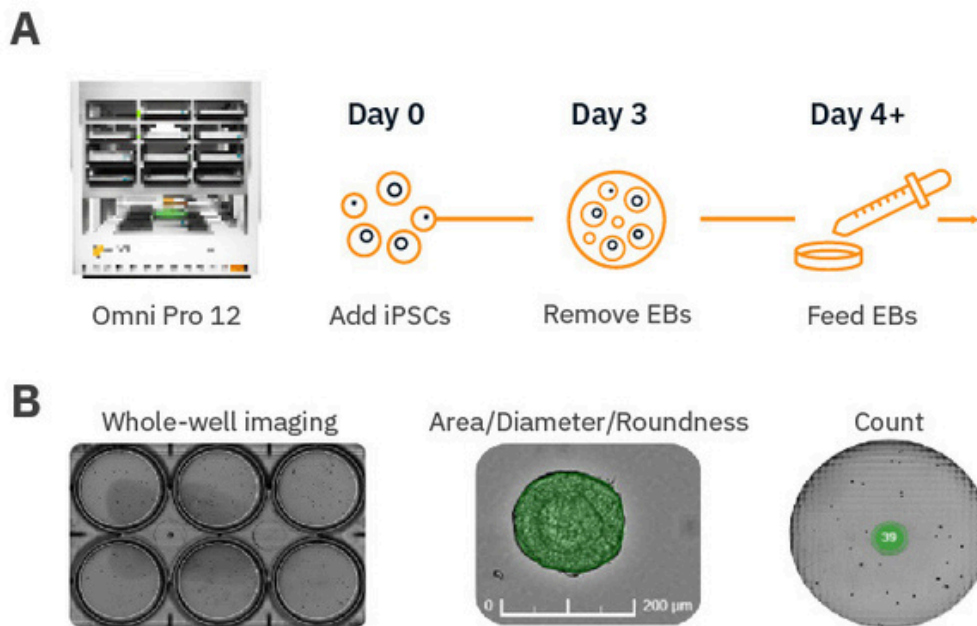 A
Day 0
Day 3
Day 4+
Omni Pro 12
Add iPSCs
Remove EBs
Feed EBs
B
Whole-well imaging
Area/Diameter/Roundness
Count
39
0
200 µm